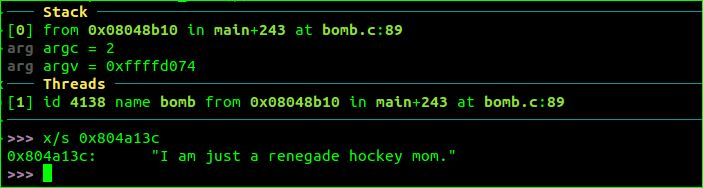 Stack
[0] from 0x08048b10 in main+243 at bomb.c:89
arg argc = 2
arg argv = 0xffffd074
Threads
[1] id 4138 name bomb from 0x08048b10 in main+243 at bomb.c:89
>>> x/s 0x804a13c
0x804a13c: "I am just a renegade hockey mom."
>>>